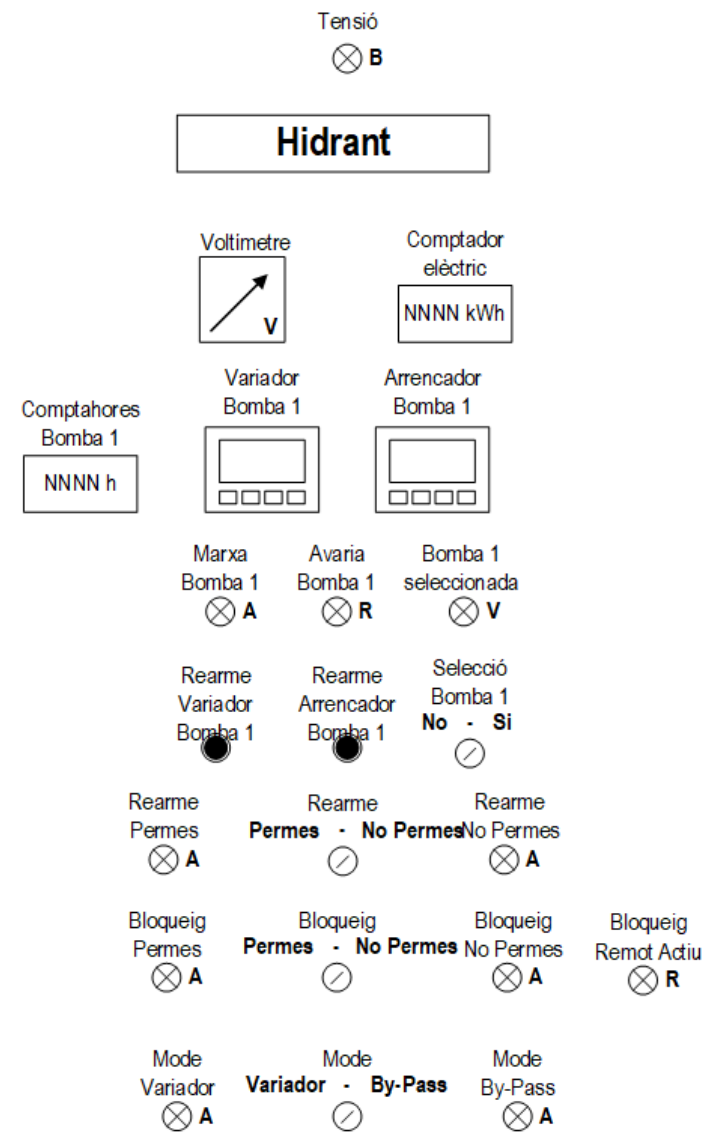 Tensió
B
Hidrant
Voltímetre
V
Comptador
elèctric
NNNN kWh
Comptahores
Bomba 1
NNNN h
Variador
Bomba 1
Arrencador
Bomba 1
Marxa
Bomba 1
A
Avaria
Bomba 1
R
Bomba 1
seleccionada
V
Rearme
Variador
Bomba 1
Rearme
Arrencador
Bomba 1
Selecció
Bomba 1
No - Si
Rearme
Permes
A
Rearme
Permes - No Permes
Rearme
No Permes
A
Bloqueig
Permes
A
Bloqueig
Permes - No Permes
Bloqueig
No Permes
A
Bloqueig
Remot Actiu
R
Mode
Variador
A
Mode
Variador - By-Pass
Mode
By-Pass
A